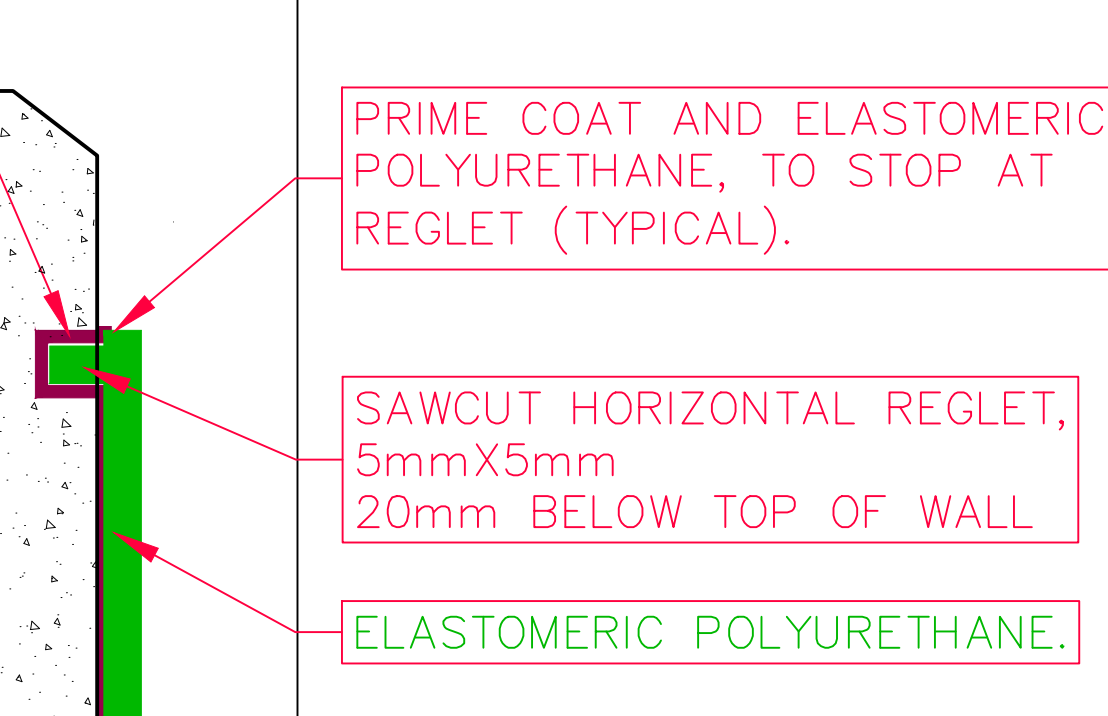 PRIME COAT AND ELASTOMERIC
POLYURETHANE, TO STOP AT
REGLET (TYPICAL).
SAWCUT HORIZONTAL REGLET,
5mmX5mm
20mm BELOW TOP OF WALL
ELASTOMERIC POLYURETHANE.